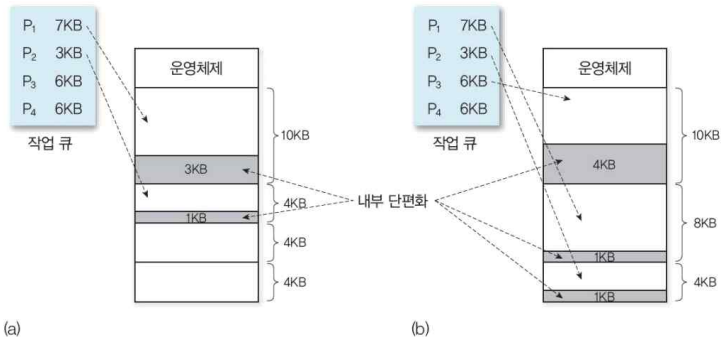 P₁ 7KB
P₂ 3KB
P₃ 6KB
P₄ 6KB
작업 큐
운영체제
10KB
3KB
4KB
1KB
4KB
4KB
내부 단편화
(a)
P₁ 7KB
P₂ 3KB
P₃ 6KB
P₄ 6KB
작업 큐
운영체제
10KB
4KB
8KB
1KB
4KB
1KB
(b)